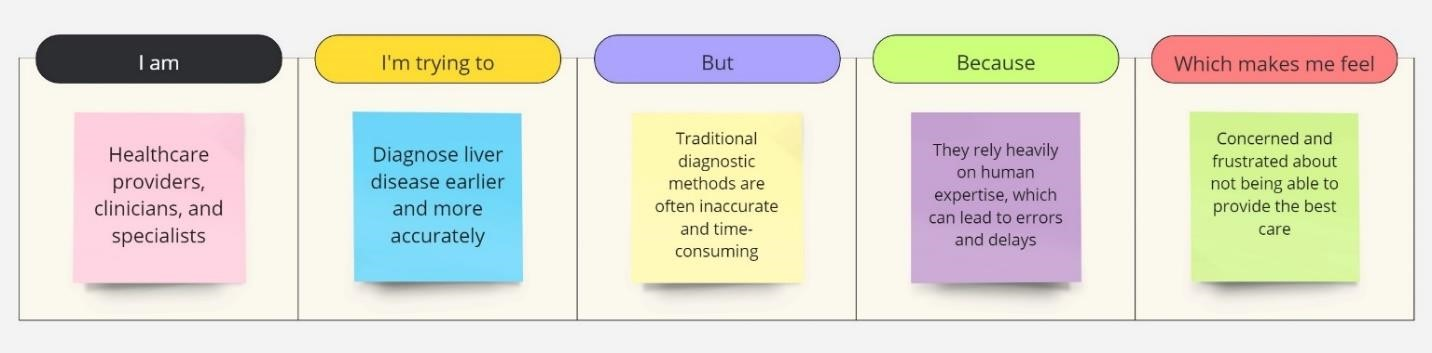 I am
I'm trying to
But
Because
Which makes me feel
Healthcare
providers,
clinicians, and
specialists
Diagnose liver
disease earlier
and more
accurately
Traditional
diagnostic
methods are
often inaccurate
and time-
consuming
They rely heavily
on human
expertise, which
can lead to errors
and delays
Concerned and
frustrated about
not being able to
provide the best
care